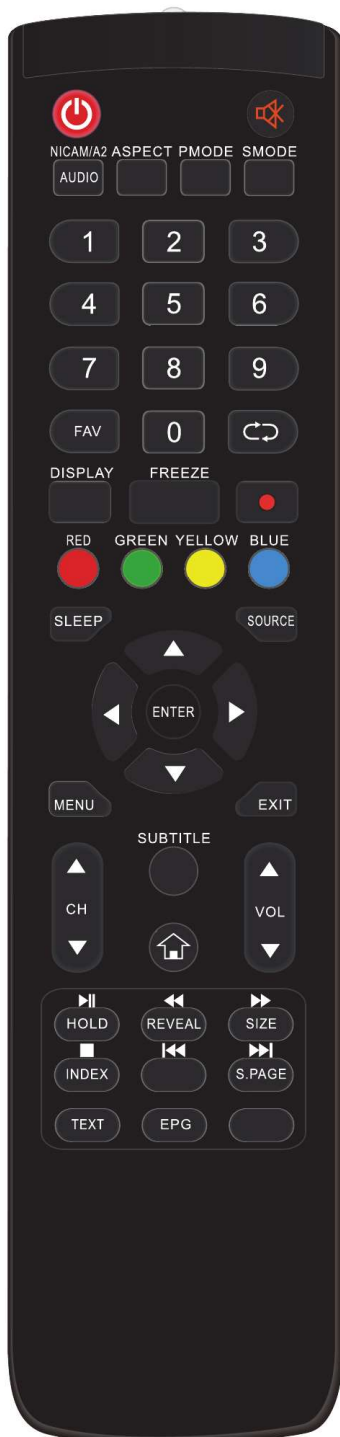 NICAM/A2 ASPECT PMODE SMODE
AUDIO
1 2 3
4 5 6
7 8 9
FAV 0
DISPLAY FREEZE
RED GREEN YELLOW BLUE
SLEEP SOURCE
ENTER
MENU EXIT
SUBTITLE
CH VOL
HOLD REVEAL SIZE
INDEX S.PAGE
TEXT EPG